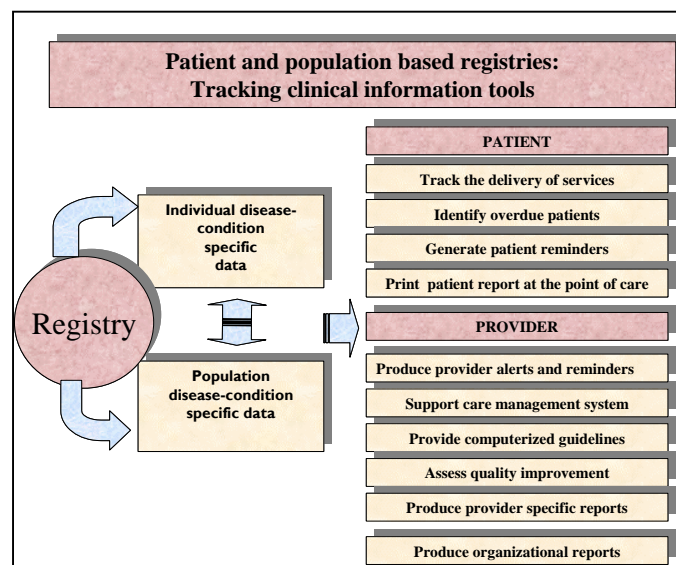 Patient and population based registries:
Tracking clinical information tools
Registry
Individual disease-
condition
specific
data
Population
disease-condition
specific data
PATIENT
Track the delivery of services
Identify overdue patients
Generate patient reminders
Print patient report at the point of care
PROVIDER
Produce provider alerts and reminders
Support care management system
Provide computerized guidelines
Assess quality improvement
Produce provider specific reports
Produce organizational reports